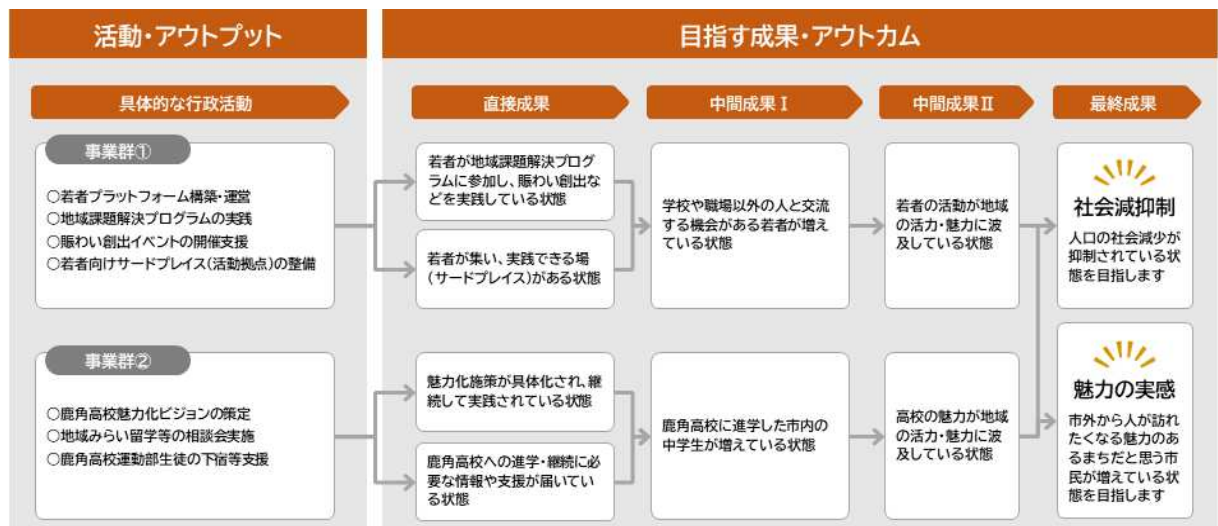 活動・アウトプット
目指す成果・アウトカム
具体的な行政活動
直接成果
中間成果Ⅰ
中間成果Ⅱ
最終成果
事業群①
○若者プラットフォーム構築・運営
○地域課題解決プログラムの実践
○賑わい創出イベントの開催支援
○若者向けサードプレイス(活動拠点)の整備
若者が地域課題解決プログ
ラムに参加し、賑わい創出な
どを実践している状態
若者が集い、実践できる場
(サードプレイス)がある状態
学校や職場以外の人と交流
する機会がある若者が増え
ている状態
若者の活動が地域
の活力・魅力に波
及している状態
社会減抑制
人口の社会減少が
抑制されている状
態を目指します
事業群②
○鹿角高校魅力化ビジョンの策定
○地域みらい留学等の相談会実施
○鹿角高校運動部生徒の下宿等支援
魅力化施策が具体化され、継
続して実践されている状態
鹿角高校への進学・継続に必
要な情報や支援が届いてい
る状態
鹿角高校に進学した市内の
中学生が増えている状態
高校の魅力が地域
の活力・魅力に波
及している状態
魅力の実感
市外から人が訪れ
たくなる魅力のあ
るまちだと思う市
民が増えている状
態を目指します